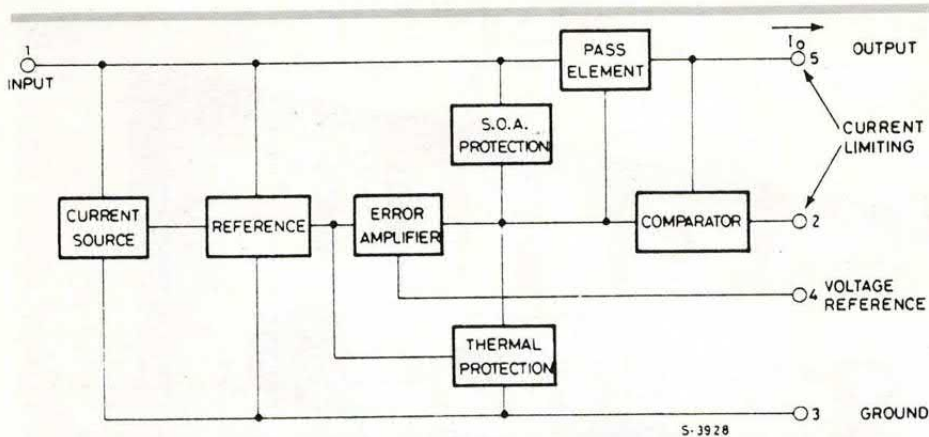 1
INPUT
PASS
ELEMENT
I₀
5
OUTPUT
S.O.A.
PROTECTION
CURRENT
LIMITING
CURRENT
SOURCE
REFERENCE
ERROR
AMPLIFIER
COMPARATOR
2
4
VOLTAGE
REFERENCE
THERMAL
PROTECTION
3
GROUND
S-3928